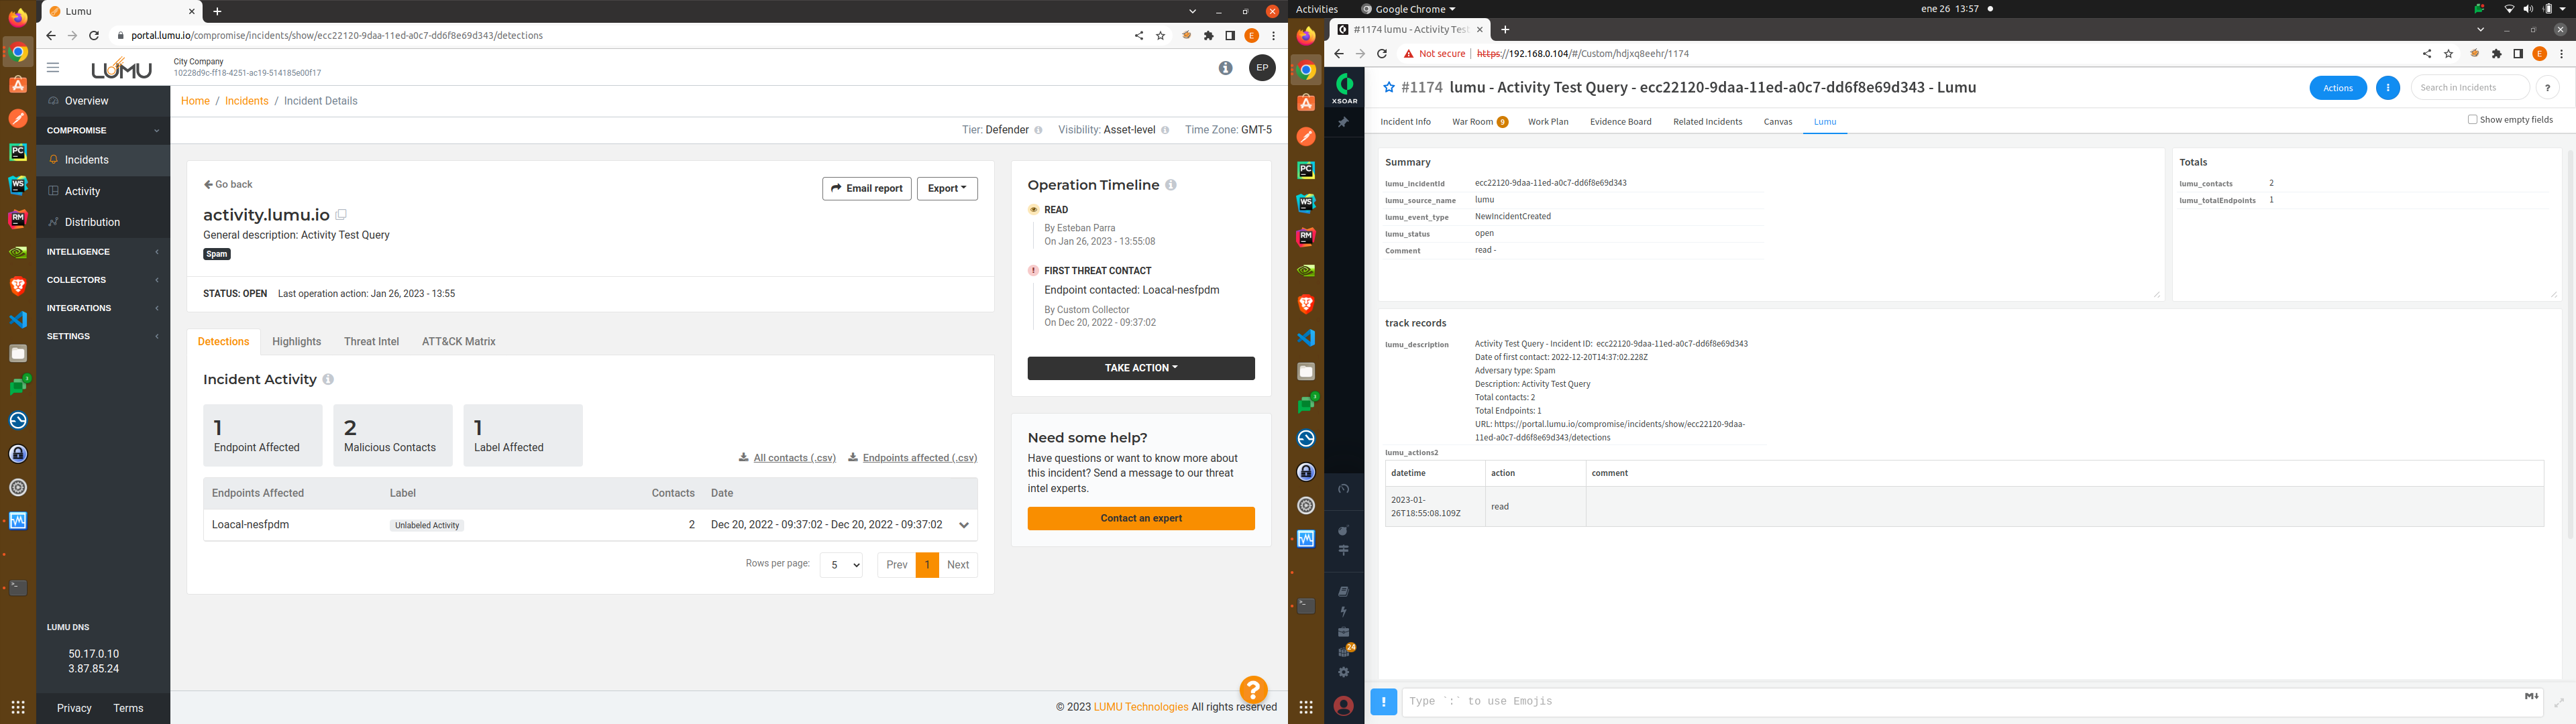 Lumu
portal.lumu.io/compromise/incidents/show/ecc22120-9daa-11ed-a0c7-dd6f8e69d343/detections
E
LUMU
City Company
10228d9c-ff18-4251-ac19-514185e00f17
EP
Overview
COMPROMISE
Incidents
Activity
Distribution
INTELLIGENCE
COLLECTORS
INTEGRATIONS
SETTINGS
LUMU DNS
50.17.0.10
3.87.85.24
Privacy Terms
Home / Incidents / Incident Details
Tier: Defender Visibility: Asset-level Time Zone: GMT-5
Go back
Email report
Export
activity.lumu.io
General description: Activity Test Query
Spam
STATUS: OPEN Last operation action: Jan 26, 2023 - 13:55
Detections Highlights Threat Intel ATT&CK Matrix
Incident Activity
1
Endpoint Affected
2
Malicious Contacts
1
Label Affected
All contacts (.csv) Endpoints affected (.csv)
Endpoints Affected Label Contacts Date
Loacal-nesfpdm Unlabeled Activity 2 Dec 20, 2022 - 09:37:02 - Dec 20, 2022 - 09:37:02
Rows per page: 5 Prev 1 Next
Operation Timeline
READ
By Esteban Parra
On Jan 26, 2023 - 13:55:08
FIRST THREAT CONTACT
Endpoint contacted: Loacal-nesfpdm
By Custom Collector
On Dec 20, 2022 - 09:37:02
TAKE ACTION
Need some help?
Have questions or want to know more about
this incident? Send a message to our threat
intel experts.
Contact an expert
?
© 2023 LUMU Technologies All rights reserved
Activities Google Chrome ene 26 13:57
#1174 lumu - Activity Test
Not secure https://192.168.0.104/#/Custom/hdjxq8eehr/1174
E
XSOAR
#1174 lumu - Activity Test Query - ecc22120-9daa-11ed-a0c7-dd6f8e69d343 - Lumu
Actions
Search in Incidents
?
Incident Info War Room 9 Work Plan Evidence Board Related Incidents Canvas Lumu
Show empty fields
Summary
lumu_incidentId ecc22120-9daa-11ed-a0c7-dd6f8e69d343
lumu_source_name lumu
lumu_event_type NewIncidentCreated
lumu_status open
Comment read -
Totals
lumu_contacts 2
lumu_totalEndpoints 1
track records
lumu_description Activity Test Query - Incident ID: ecc22120-9daa-11ed-a0c7-dd6f8e69d343
Date of first contact: 2022-12-20T14:37:02.228Z
Adversary type: Spam
Description: Activity Test Query
Total contacts: 2
Total Endpoints: 1
URL: https://portal.lumu.io/compromise/incidents/show/ecc22120-9daa-
11ed-a0c7-dd6f8e69d343/detections
lumu_actions2
datetime action comment
2023-01-
26T18:55:08.109Z read
24
Type `:` to use Emojis
M
PC
WS
RM
PC
WS
RM